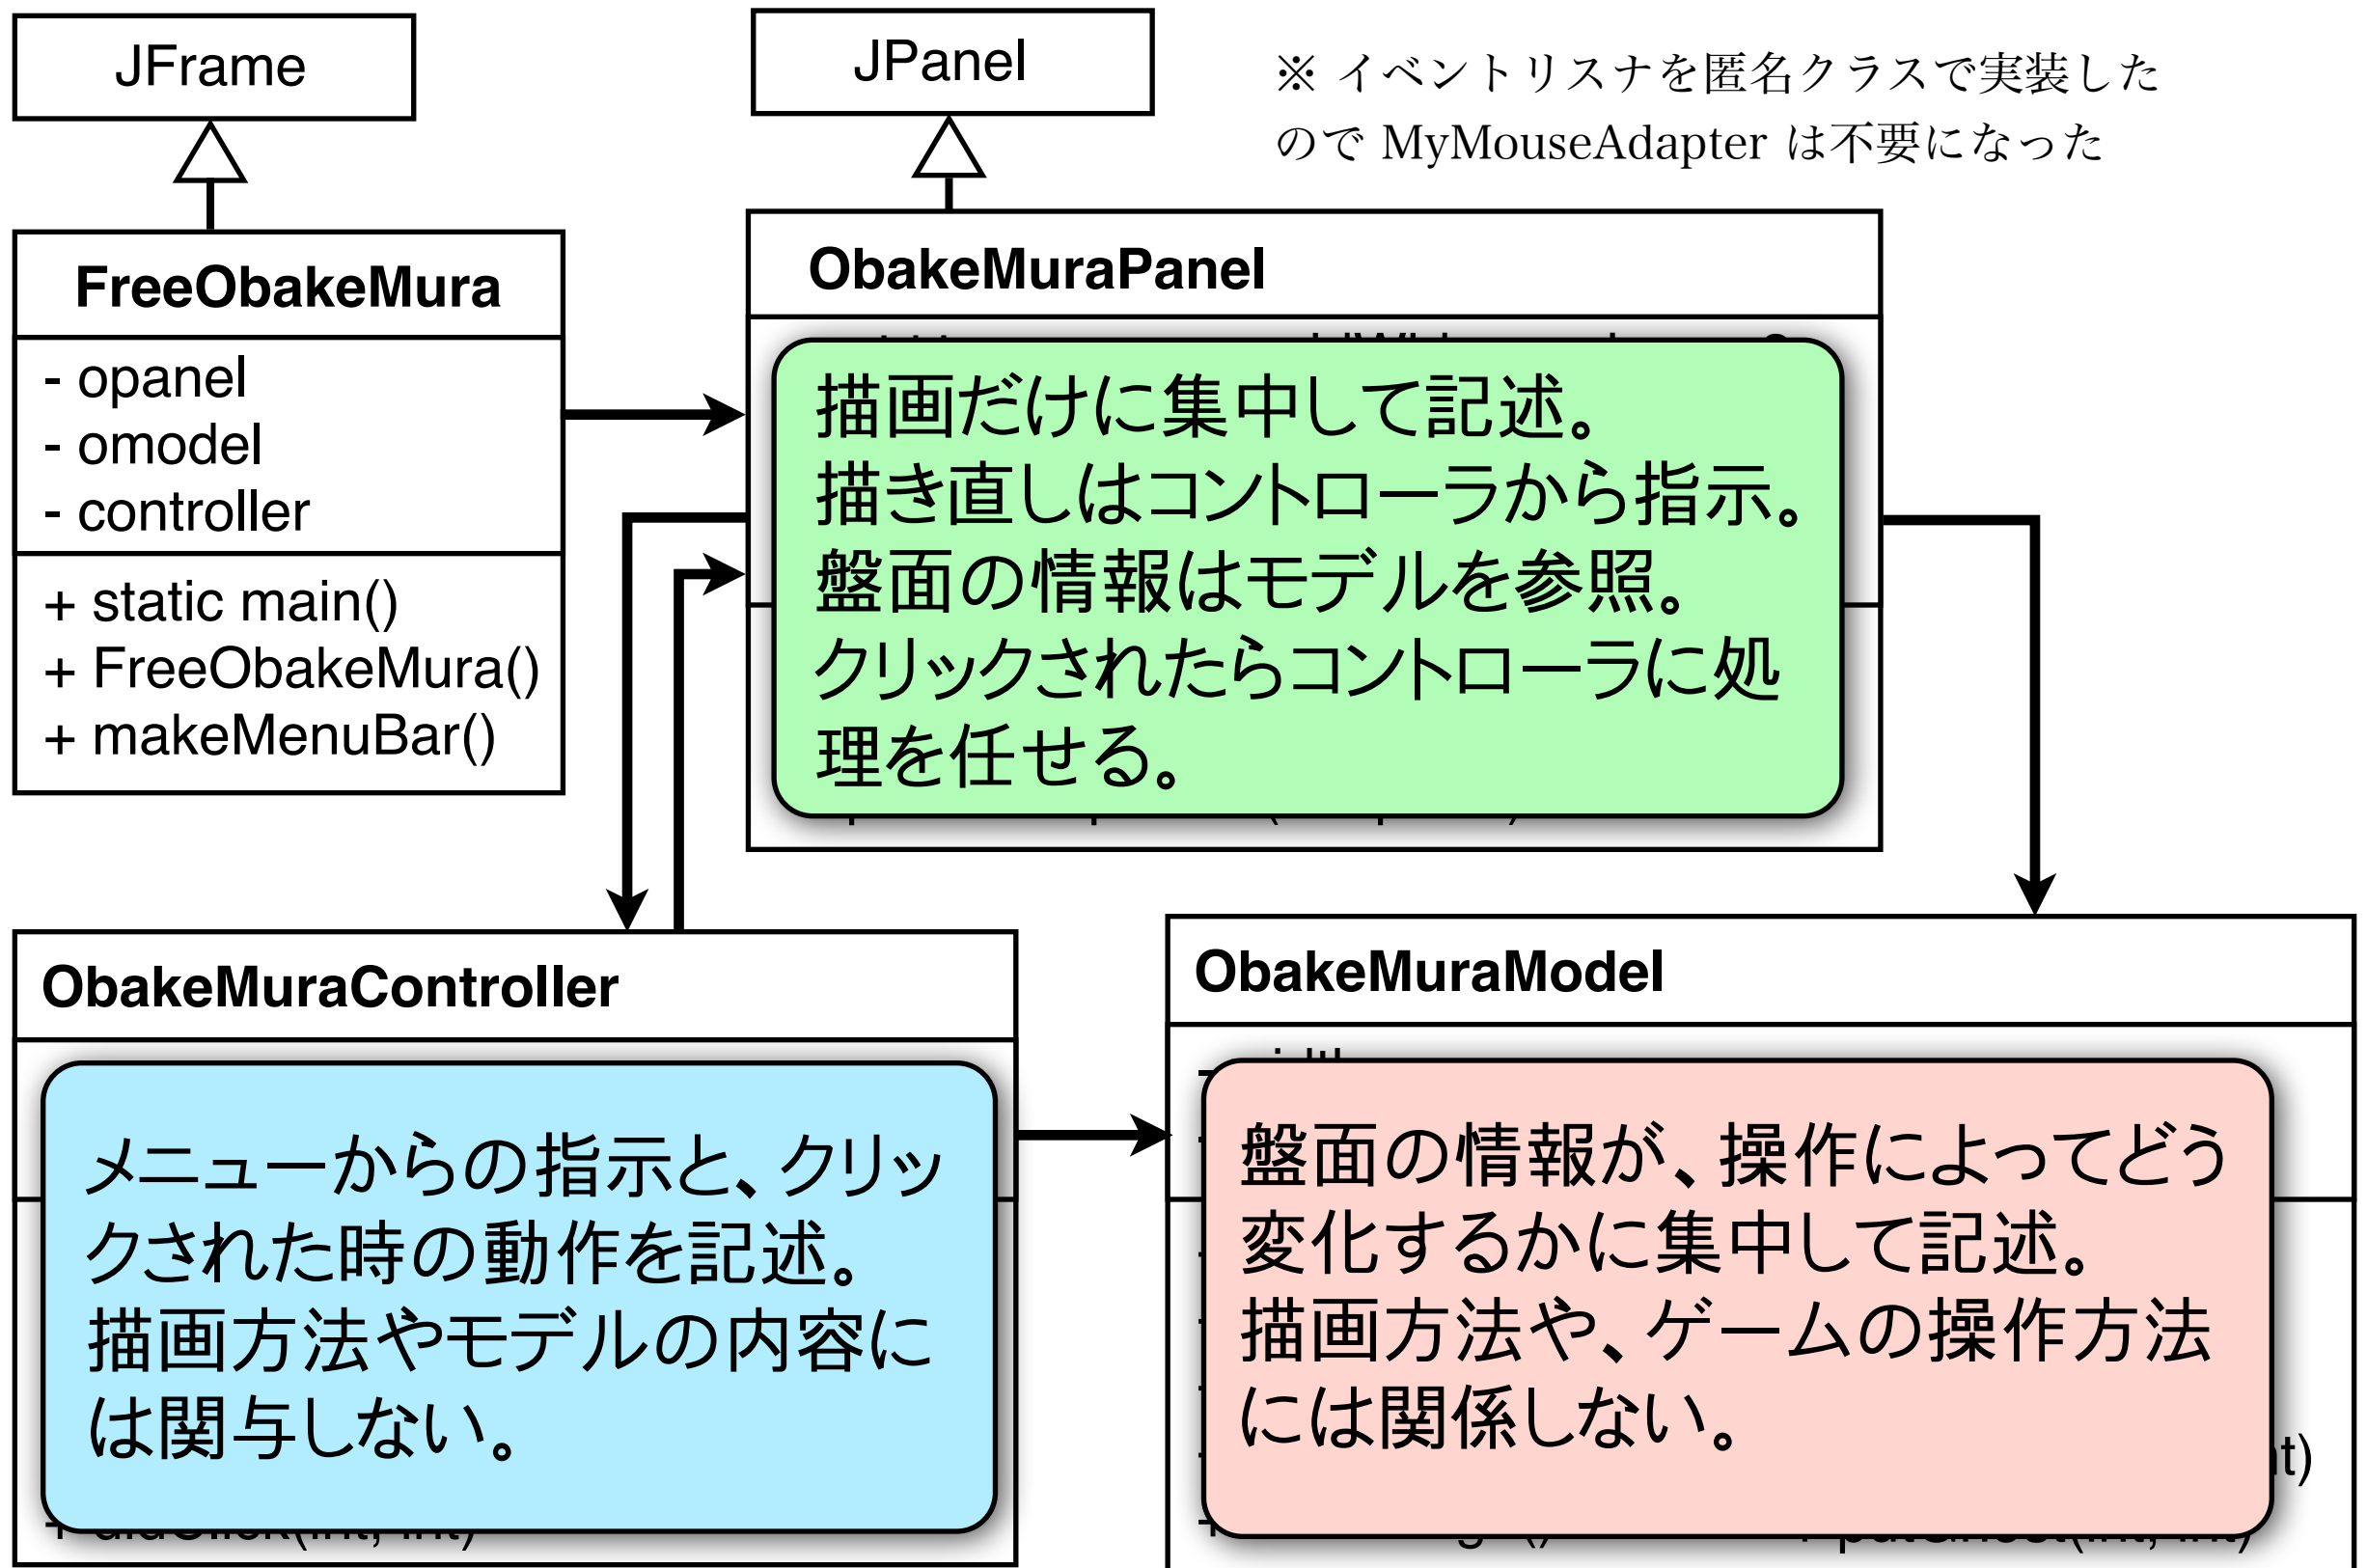 JFrame
JPanel
※ イベントリスナを匿名クラスで実装した
ので MyMouseAdapter は不要になった
FreeObakeMura
- opanel
- omodel
- controller
+ static main()
+ FreeObakeMura()
+ makeMenuBar()
ObakeMuraPanel
描画だけに集中して記述。
描き直しはコントローラから指示。
盤面の情報はモデルを参照。
クリックされたらコントローラに処
理を任せる。
ObakeMuraController
メニューからの指示と、クリッ
クされた時の動作を記述。
描画方法やモデルの内容に
は関与しない。
ObakeMuraModel
盤面の情報が、操作によってどう
変化するかに集中して記述。
描画方法や、ゲームの操作方法
には関係しない。